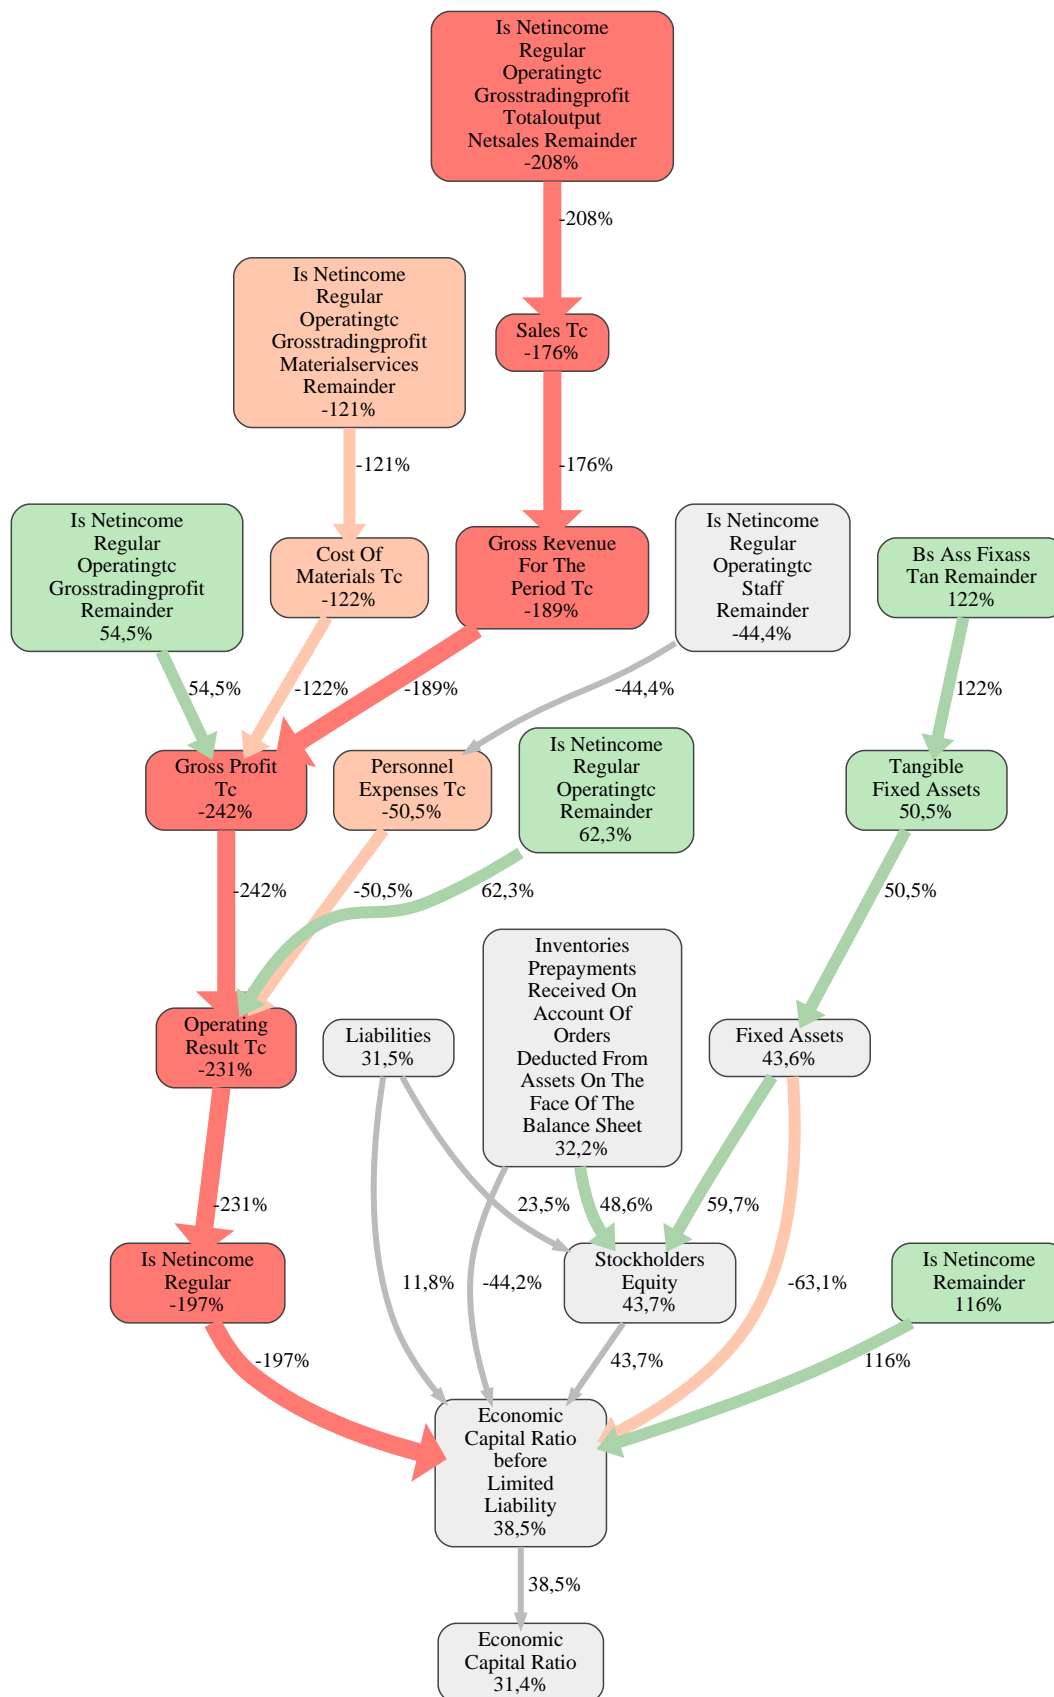 Is Netincome
Regular
Operatingtc
Grosstradingprofit
Totaloutput
Netsales Remainder
-208%
-208%
Is Netincome
Regular
Operatingtc
Grosstradingprofit
Materialservices
Remainder
-121%
Sales Tc
-176%
-121%
-176%
Is Netincome
Regular
Operatingtc
Grosstradingprofit
Remainder
54,5%
Cost Of
Materials Tc
-122%
Gross Revenue
For The
Period Tc
-189%
Is Netincome
Regular
Operatingtc
Staff
Remainder
-44,4%
Bs Ass Fixass
Tan Remainder
122%
54,5%
-122%
-189%
-44,4%
122%
Gross Profit
Tc
-242%
Personnel
Expenses Tc
-50,5%
Is Netincome
Regular
Operatingtc
Remainder
62,3%
Tangible
Fixed Assets
50,5%
-242%
-50,5%
62,3%
50,5%
Operating
Result Tc
-231%
Liabilities
31,5%
Inventories
Prepayments
Received On
Account Of
Orders
Deducted From
Assets On The
Face Of The
Balance Sheet
32,2%
Fixed Assets
43,6%
-231%
23,5%
48,6%
59,7%
Is Netincome
Regular
-197%
11,8%
-44,2%
Stockholders
Equity
43,7%
-63,1%
Is Netincome
Remainder
116%
-197%
43,7%
116%
Economic
Capital Ratio
before
Limited
Liability
38,5%
38,5%
Economic
Capital Ratio
31,4%